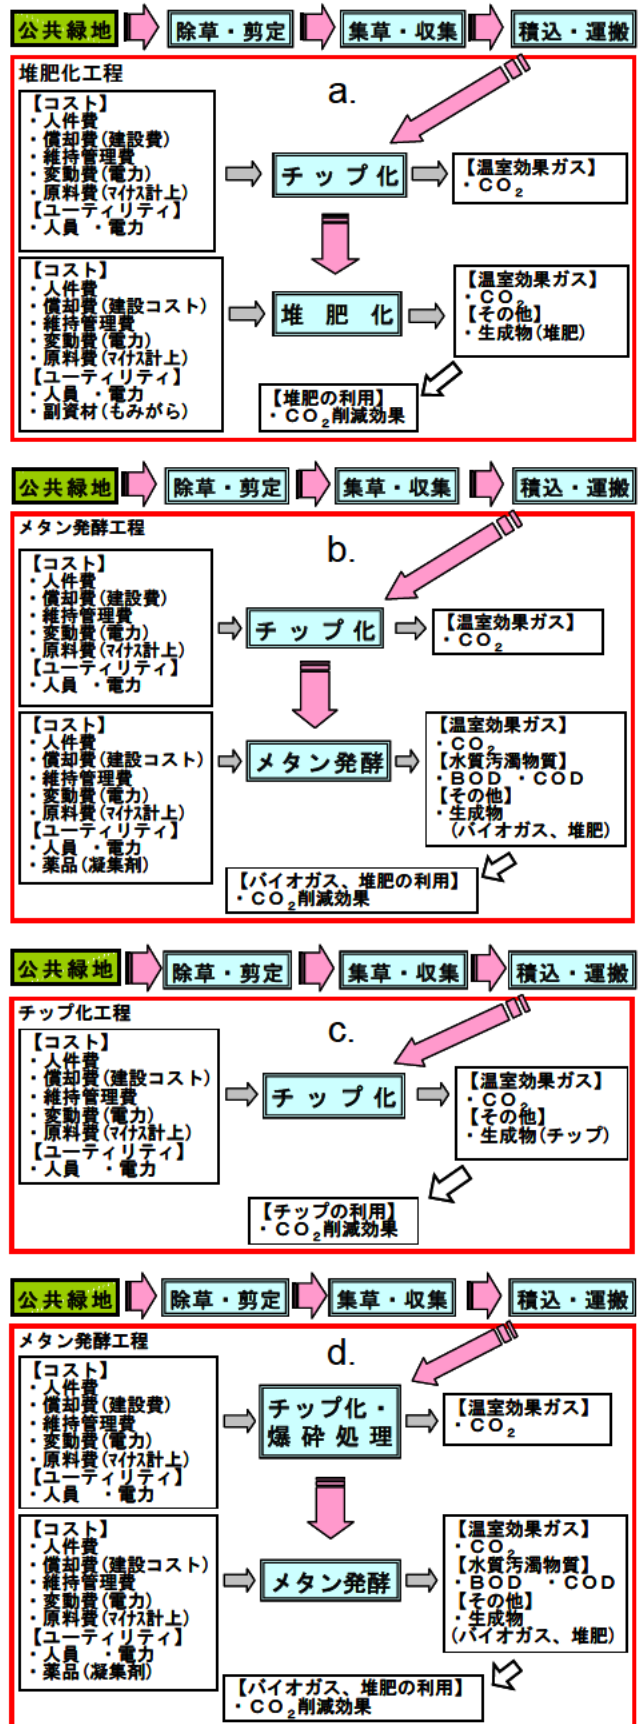 公共緑地 除草・剪定 集草・収集 積込・運搬
堆肥化工程
a.
【コスト】
・人件費
・償却費(建設費)
・維持管理費
・変動費(電力)
・原料費(マイナス計上)
【ユーティリティ】
・人員 ・電力
チップ化
【温室効果ガス】
・CO₂
【コスト】
・人件費
・償却費(建設コスト)
・維持管理費
・変動費(電力)
・原料費(マイナス計上)
【ユーティリティ】
・人員 ・電力
・副資材(もみがら)
堆肥化
【温室効果ガス】
・CO₂
【その他】
・生成物(堆肥)
【堆肥の利用】
・CO₂削減効果
公共緑地 除草・剪定 集草・収集 積込・運搬
メタン発酵工程
b.
【コスト】
・人件費
・償却費(建設費)
・維持管理費
・変動費(電力)
・原料費(マイナス計上)
【ユーティリティ】
・人員 ・電力
チップ化
【温室効果ガス】
・CO₂
【コスト】
・人件費
・償却費(建設コスト)
・維持管理費
・変動費(電力)
・原料費(マイナス計上)
【ユーティリティ】
・人員 ・電力
・薬品(凝集剤)
メタン発酵
【温室効果ガス】
・CO₂
【水質汚濁物質】
・BOD ・COD
【その他】
・生成物
(バイオガス、堆肥)
【バイオガス、堆肥の利用】
・CO₂削減効果
公共緑地 除草・剪定 集草・収集 積込・運搬
チップ化工程
c.
【コスト】
・人件費
・償却費(建設コスト)
・維持管理費
・変動費(電力)
・原料費(マイナス計上)
【ユーティリティ】
・人員 ・電力
チップ化
【温室効果ガス】
・CO₂
【その他】
・生成物(チップ)
【チップの利用】
・CO₂削減効果
公共緑地 除草・剪定 集草・収集 積込・運搬
メタン発酵工程
d.
【コスト】
・人件費
・償却費(建設費)
・維持管理費
・変動費(電力)
・原料費(マイナス計上)
【ユーティリティ】
・人員 ・電力
チップ化・
爆砕処理
【温室効果ガス】
・CO₂
【コスト】
・人件費
・償却費(建設コスト)
・維持管理費
・変動費(電力)
・原料費(マイナス計上)
【ユーティリティ】
・人員 ・電力
・薬品(凝集剤)
メタン発酵
【温室効果ガス】
・CO₂
【水質汚濁物質】
・BOD ・COD
【その他】
・生成物
(バイオガス、堆肥)
【バイオガス、堆肥の利用】
・CO₂削減効果